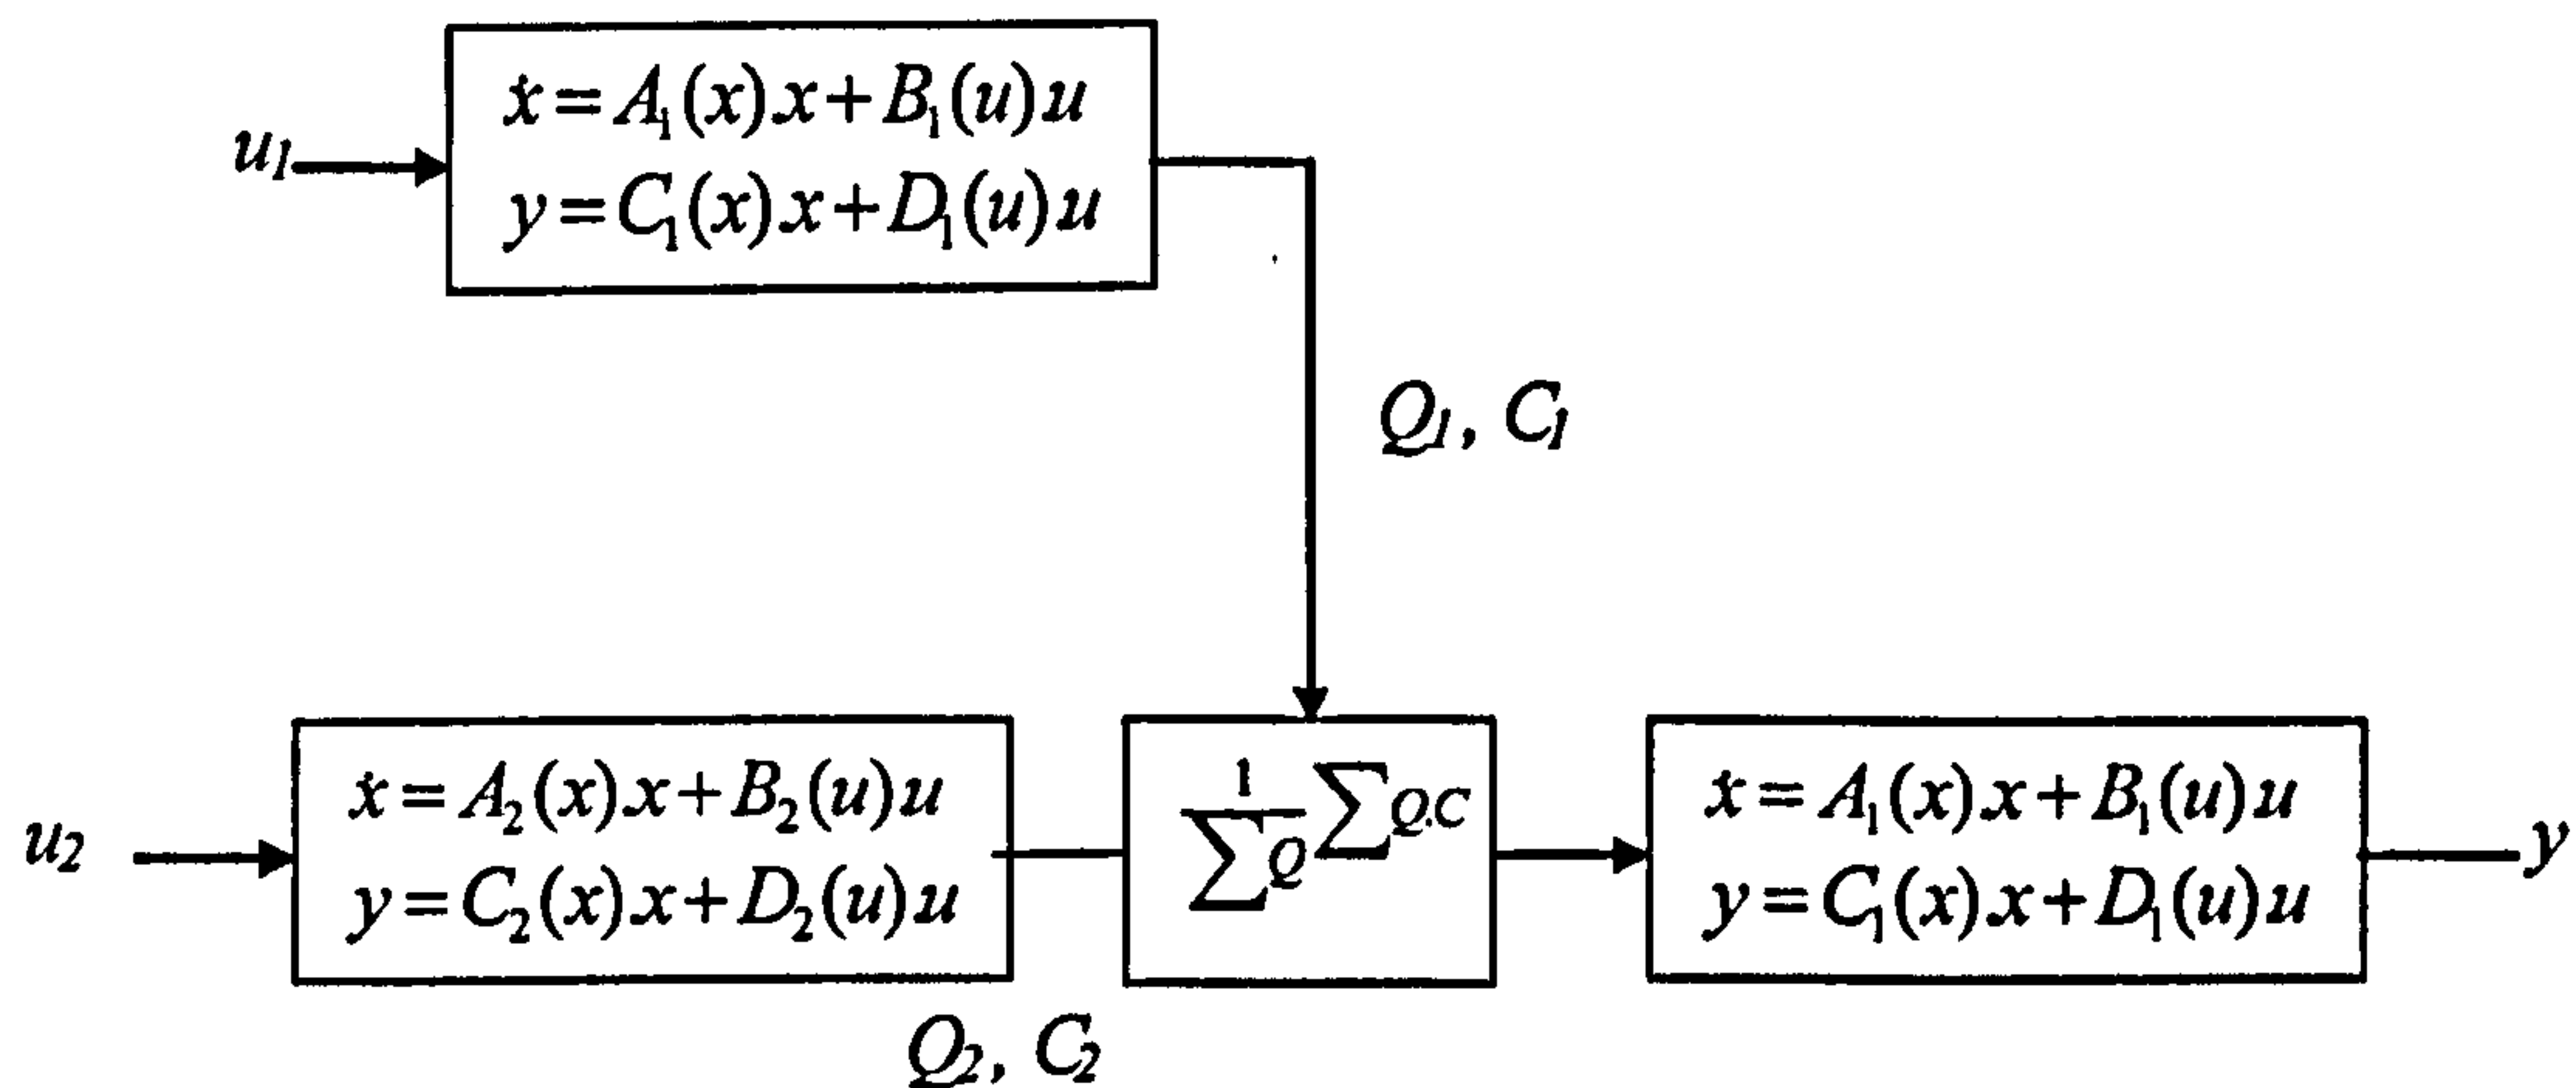 ẋ = A₁(x)x + B₁(u)u
y = C₁(x)x + D₁(u)u
u₁
Q₁, C₁
u₂
ẋ = A₂(x)x + B₂(u)u
y = C₂(x)x + D₂(u)u
1/∑Q ∑Q.C
ẋ = A₁(x)x + B₁(u)u
y = C₁(x)x + D₁(u)u
y
Q₂, C₂